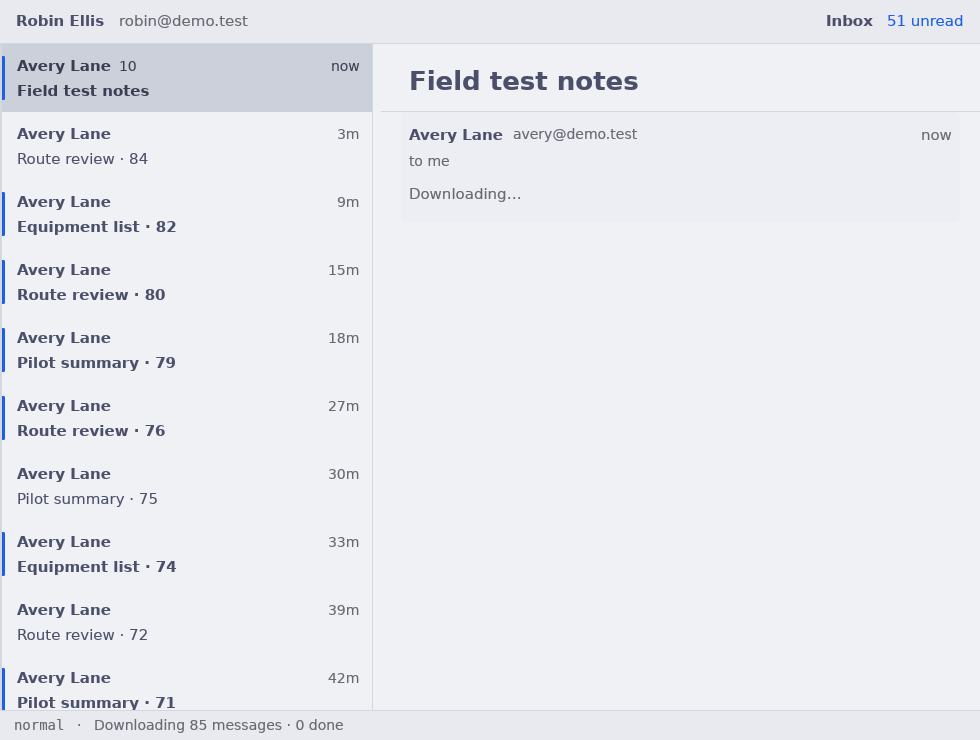 Robin Ellis robin@demo.test
Inbox 51 unread
Avery Lane 10 now
Field test notes
Avery Lane 3m
Route review · 84
Avery Lane 9m
Equipment list · 82
Avery Lane 15m
Route review · 80
Avery Lane 18m
Pilot summary · 79
Avery Lane 27m
Route review · 76
Avery Lane 30m
Pilot summary · 75
Avery Lane 33m
Equipment list · 74
Avery Lane 39m
Route review · 72
Avery Lane 42m
Pilot summary · 71
Field test notes
Avery Lane avery@demo.test now
to me
Downloading…
normal · Downloading 85 messages · 0 done